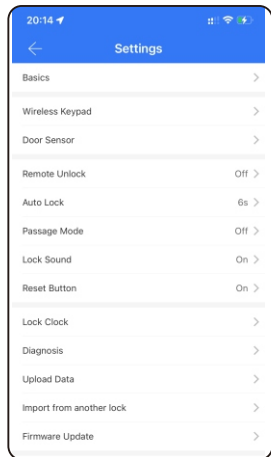 20:14
Settings
Basics
Wireless Keypad
Door Sensor
Remote Unlock Off
Auto Lock 6s
Passage Mode Off
Lock Sound On
Reset Button On
Lock Clock
Diagnosis
Upload Data
Import from another lock
Firmware Update